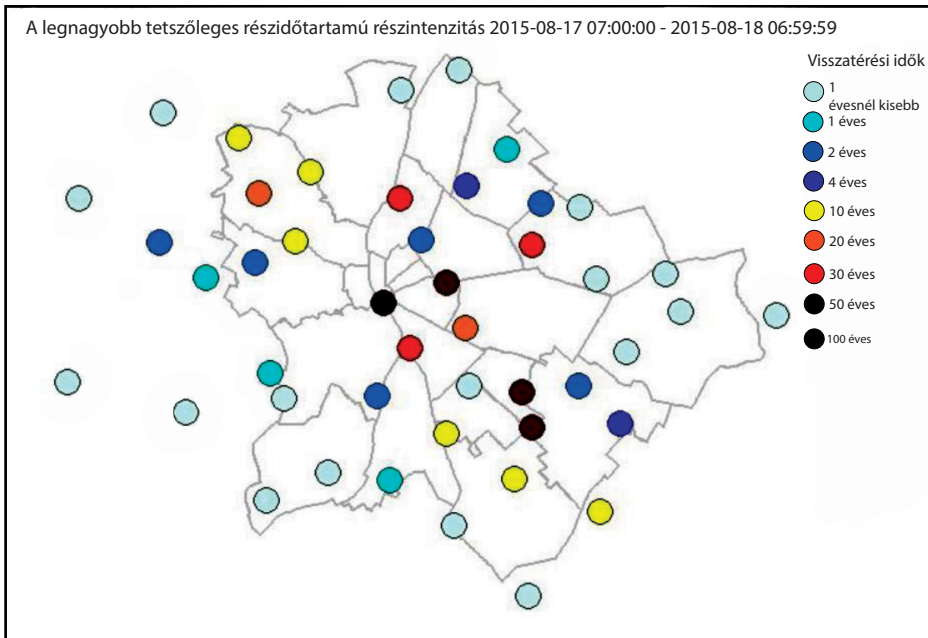 A legnagyobb tetszőleges részidőtartamú részintenzitás 2015-08-17 07:00:00 - 2015-08-18 06:59:59
Visszatérési idők
1
évesnél kisebb
1 éves
2 éves
4 éves
10 éves
20 éves
30 éves
50 éves
100 éves